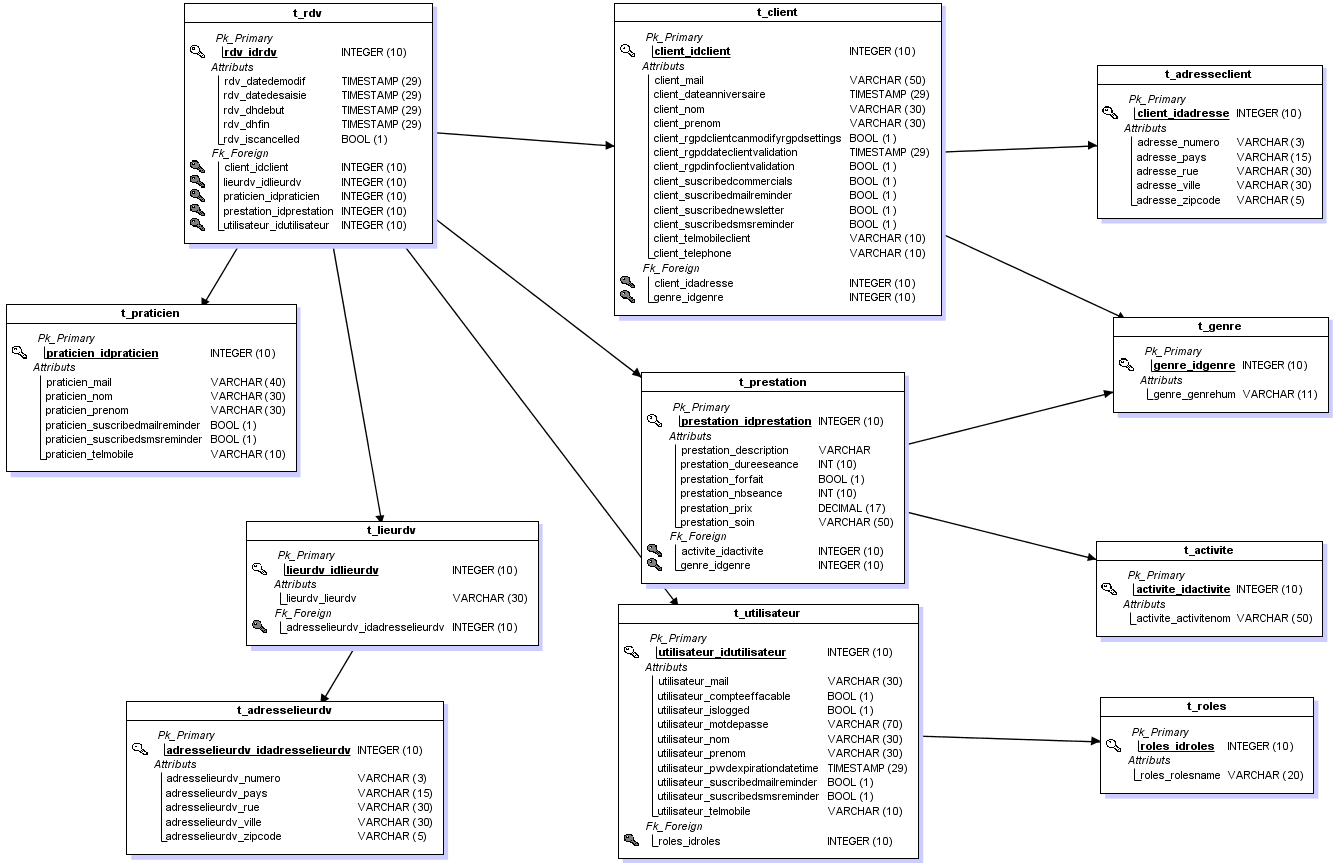 t_rdv
Pk_Primary
rdv_idrdv INTEGER (10)
Attributs
rdv_datedemodif TIMESTAMP (29)
rdv_datedesaisie TIMESTAMP (29)
rdv_dhdebut TIMESTAMP (29)
rdv_dhfin TIMESTAMP (29)
rdv_iscancelled BOOL (1)
Fk_Foreign
client_idclient INTEGER (10)
lieurdv_idlieurdv INTEGER (10)
praticien_idpraticien INTEGER (10)
prestation_idprestation INTEGER (10)
utilisateur_idutilisateur INTEGER (10)
t_client
Pk_Primary
client_idclient INTEGER (10)
Attributs
client_mail VARCHAR (50)
client_dateanniversaire TIMESTAMP (29)
client_nom VARCHAR (30)
client_prenom VARCHAR (30)
client_rgpdclientcanmodifyrgpdsettings BOOL (1)
client_rgpddateclientvalidation TIMESTAMP (29)
client_rgpdinfoclientvalidation BOOL (1)
client_suscribedcommercials BOOL (1)
client_suscribedmailreminder BOOL (1)
client_suscribednewsletter BOOL (1)
client_suscribedsmsreminder BOOL (1)
client_telmobileclient VARCHAR (10)
client_telephone VARCHAR (10)
Fk_Foreign
client_idadresse INTEGER (10)
genre_idgenre INTEGER (10)
t_adresseclient
Pk_Primary
client_idadresse INTEGER (10)
Attributs
adresse_numero VARCHAR (3)
adresse_pays VARCHAR (15)
adresse_rue VARCHAR (30)
adresse_ville VARCHAR (30)
adresse_zipcode VARCHAR (5)
t_praticien
Pk_Primary
praticien_idpraticien INTEGER (10)
Attributs
praticien_mail VARCHAR (40)
praticien_nom VARCHAR (30)
praticien_prenom VARCHAR (30)
praticien_suscribedmailreminder BOOL (1)
praticien_suscribedsmsreminder BOOL (1)
praticien_telmobile VARCHAR (10)
t_genre
Pk_Primary
genre_idgenre INTEGER (10)
Attributs
genre_genrehum VARCHAR (11)
t_prestation
Pk_Primary
prestation_idprestation INTEGER (10)
Attributs
prestation_description VARCHAR
prestation_dureeseance INT (10)
prestation_forfait BOOL (1)
prestation_nbseance INT (10)
prestation_prix DECIMAL (17)
prestation_soin VARCHAR (50)
Fk_Foreign
activite_idactivite INTEGER (10)
genre_idgenre INTEGER (10)
t_lieurdv
Pk_Primary
lieurdv_idlieurdv INTEGER (10)
Attributs
lieurdv_lieurdv VARCHAR (30)
Fk_Foreign
adresselieurdv_idadresselieurdv INTEGER (10)
t_activite
Pk_Primary
activite_idactivite INTEGER (10)
Attributs
activite_activitenom VARCHAR (50)
t_utilisateur
Pk_Primary
utilisateur_idutilisateur INTEGER (10)
Attributs
utilisateur_mail VARCHAR (30)
utilisateur_compteeffacable BOOL (1)
utilisateur_islogged BOOL (1)
utilisateur_motdepasse VARCHAR (70)
utilisateur_nom VARCHAR (30)
utilisateur_prenom VARCHAR (30)
utilisateur_pwdexpirationdatetime TIMESTAMP (29)
utilisateur_suscribedmailreminder BOOL (1)
utilisateur_suscribedsmsreminder BOOL (1)
utilisateur_telmobile VARCHAR (10)
Fk_Foreign
roles_idroles INTEGER (10)
t_adresselieurdv
Pk_Primary
adresselieurdv_idadresselieurdv INTEGER (10)
Attributs
adresselieurdv_numero VARCHAR (3)
adresselieurdv_pays VARCHAR (15)
adresselieurdv_rue VARCHAR (30)
adresselieurdv_ville VARCHAR (30)
adresselieurdv_zipcode VARCHAR (5)
t_roles
Pk_Primary
roles_idroles INTEGER (10)
Attributs
roles_rolesname VARCHAR (20)